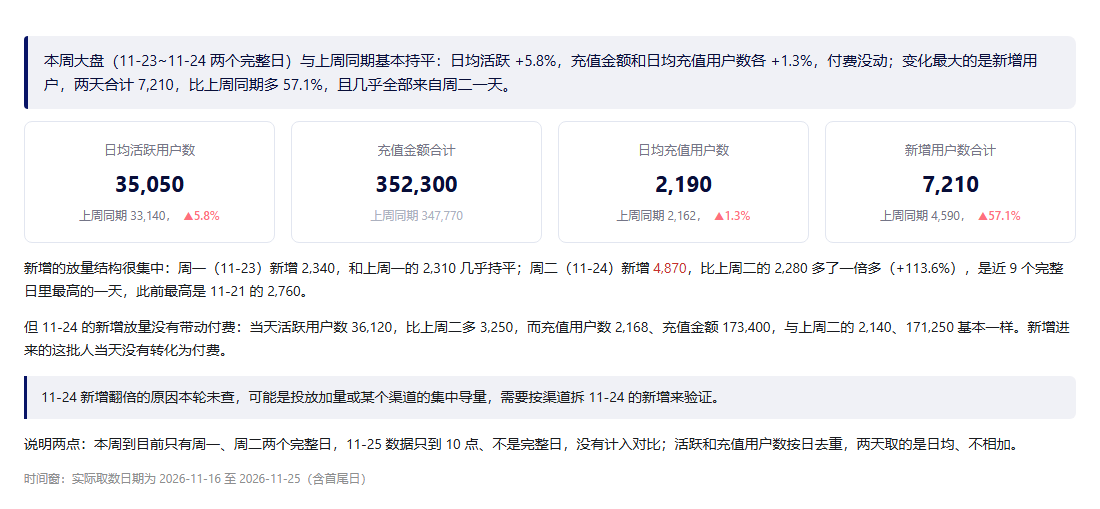 本周大盘（11-23~11-24 两个完整日）与上周同期基本持平：日均活跃 +5.8%，充值金额和日均充值用户数各 +1.3%，付费没动；变化最大的是新增用
户，两天合计 7,210，比上周同期多 57.1%，且几乎全部来自周二一天。
日均活跃用户数
35,050
上周同期 33,140， ▲5.8%
充值金额合计
352,300
上周同期 347,770
日均充值用户数
2,190
上周同期 2,162， ▲1.3%
新增用户数合计
7,210
上周同期 4,590， ▲57.1%
新增的放量结构很集中：周一（11-23）新增 2,340，和上周一的 2,310 几乎持平；周二（11-24）新增 4,870，比上周二的 2,280 多了一倍多（+113.6%），是近 9 个完整
日里最高的一天，此前最高是 11-21 的 2,760。
但 11-24 的新增放量没有带动付费：当天活跃用户数 36,120，比上周二多 3,250，而充值用户数 2,168、充值金额 173,400，与上周二的 2,140、171,250 基本一样。新增进
来的这批人当天没有转化为付费。
11-24 新增翻倍的原因本轮未查，可能是投放加量或某个渠道的集中导量，需要按渠道拆 11-24 的新增来验证。
说明两点：本周到目前只有周一、周二两个完整日，11-25 数据只到 10 点、不是完整日，没有计入对比；活跃和充值用户数按日去重，两天取的是日均、不相加。
时间窗：实际取数日期为 2026-11-16 至 2026-11-25（含首尾日）